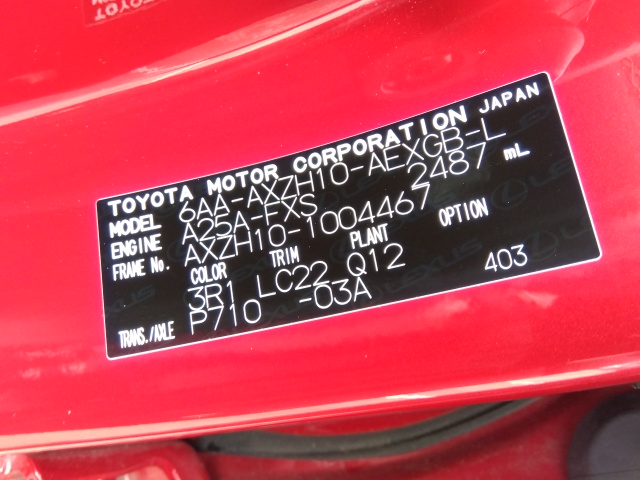 TOYOTA MOTOR CORPORATION JAPAN
MODEL 6AA-AXZH10-AEXGB-L
ENGINE A25A-FXS 2487 mL
FRAME No. AXZH10-1004467
COLOR TRIM PLANT OPTION
3R1 LC22 Q12
TRANS./AXLE P710 -03A 403